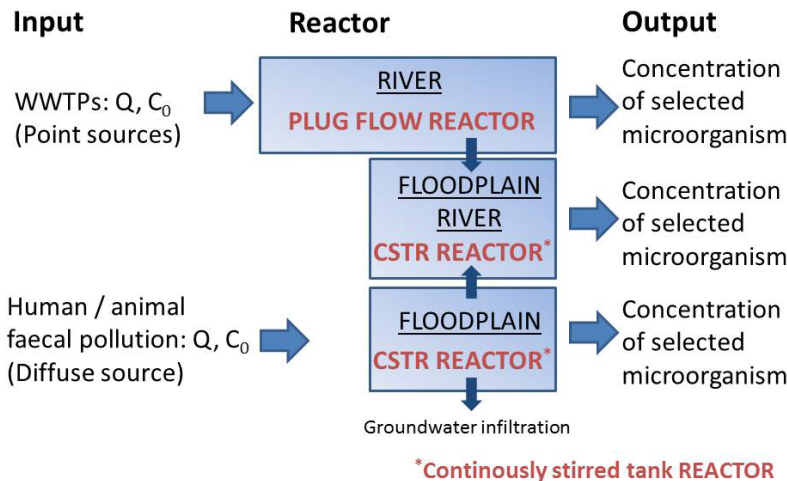 Input
Reactor
Output
WWTPs: Q, C₀
(Point sources)
RIVER
PLUG FLOW REACTOR
Concentration
of selected
microorganism
FLOODPLAIN
RIVER
CSTR REACTOR*
Concentration
of selected
microorganism
Human / animal
faecal pollution: Q, C₀
(Diffuse source)
FLOODPLAIN
CSTR REACTOR*
Concentration
of selected
microorganism
Groundwater infiltration
*Continously stirred tank REACTOR